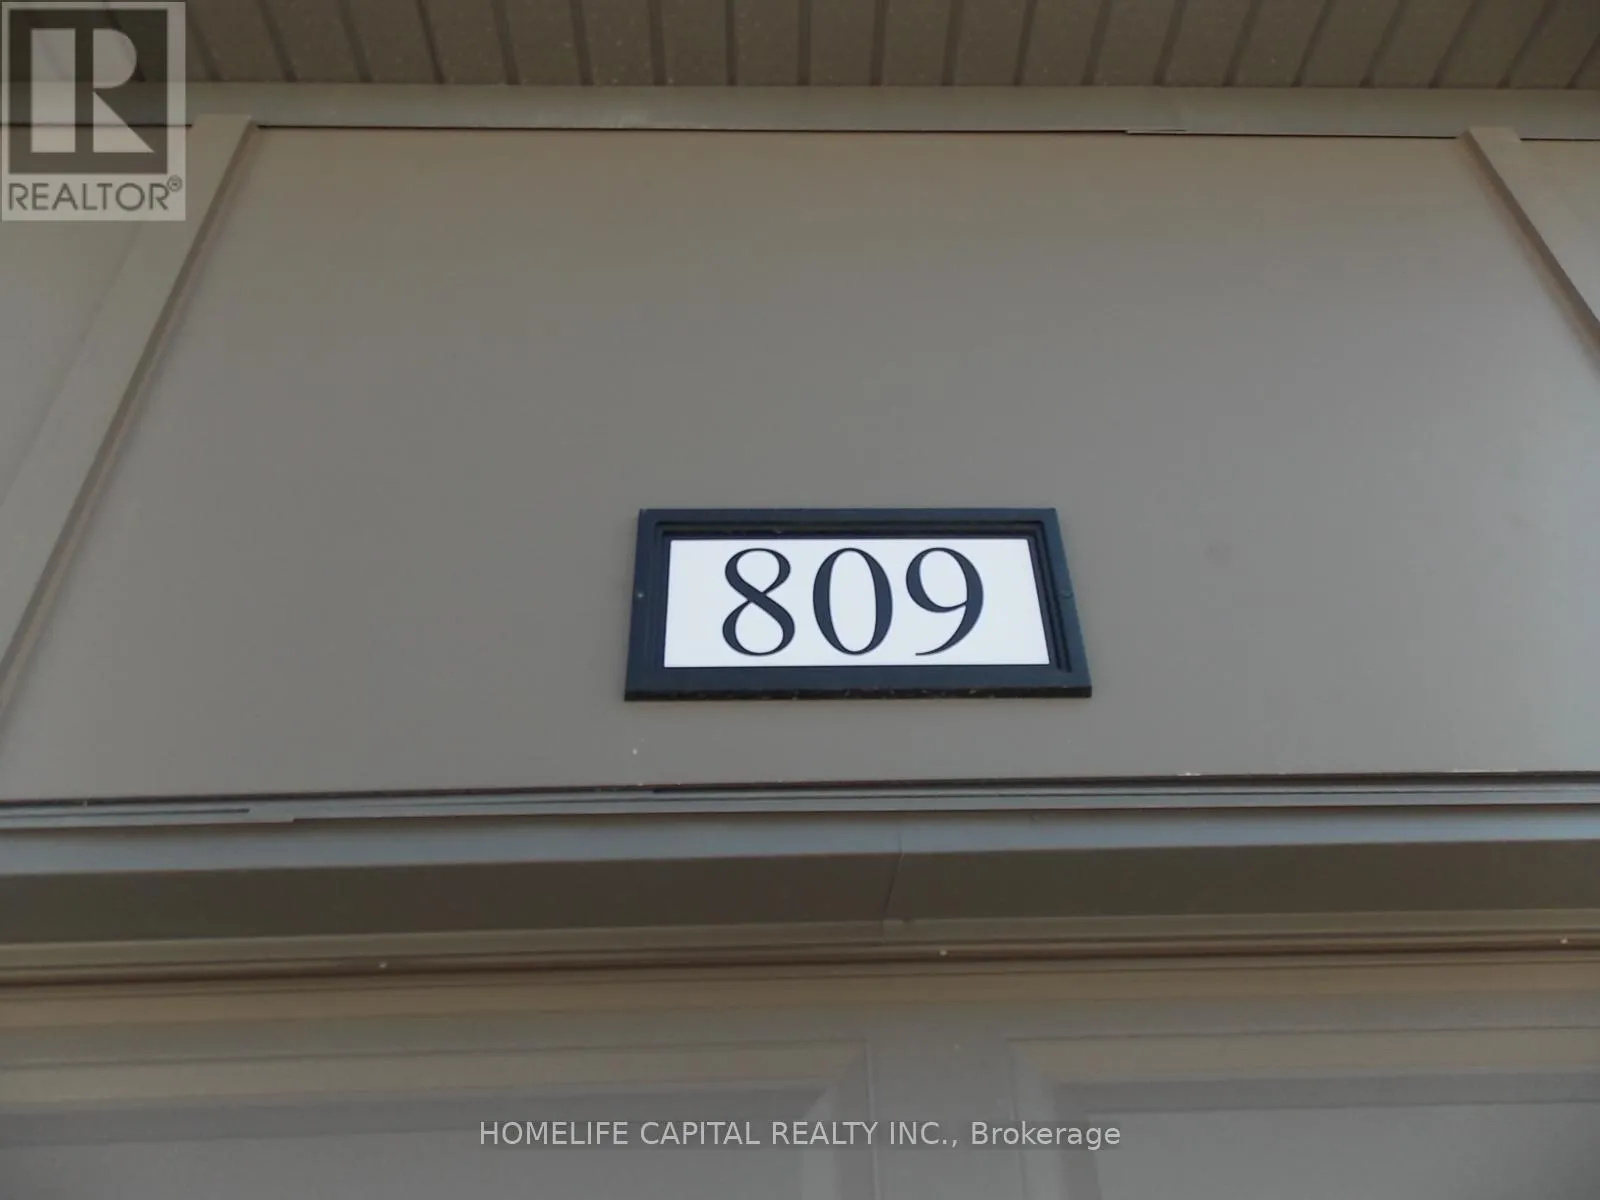 R
REALTOR®
809
HOMELIFE CAPITAL REALTY INC., Brokerage